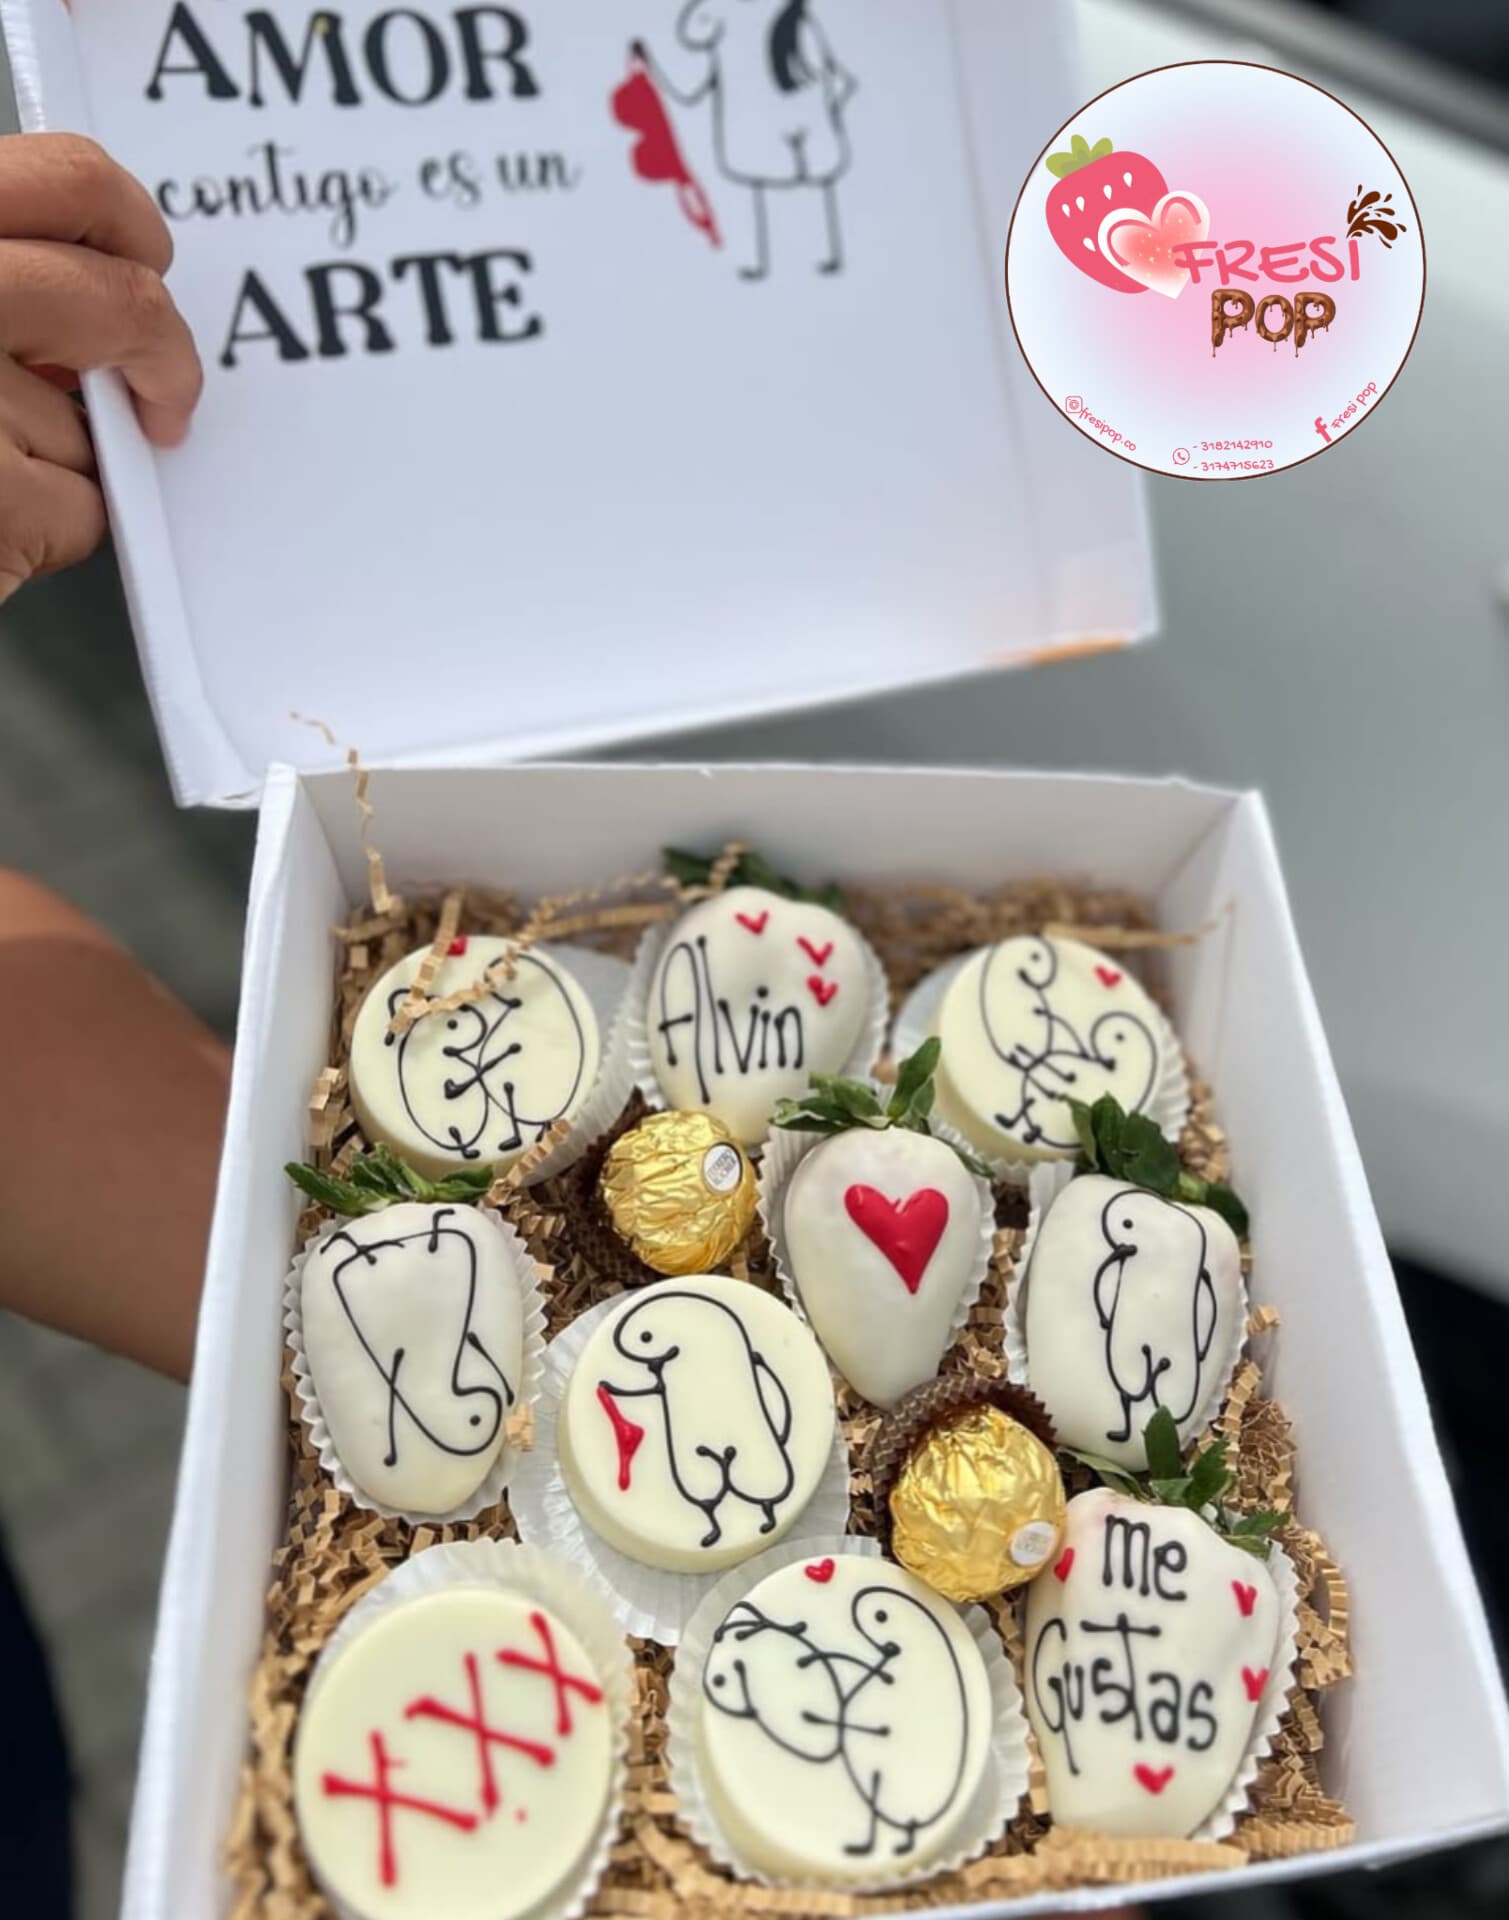 AMOR
contigo es un
ARTE
FRESI
POP
fresipop.co
- 3182142910
- 3174715623
Fresi pop
Alvin
me
Gustas
XXX